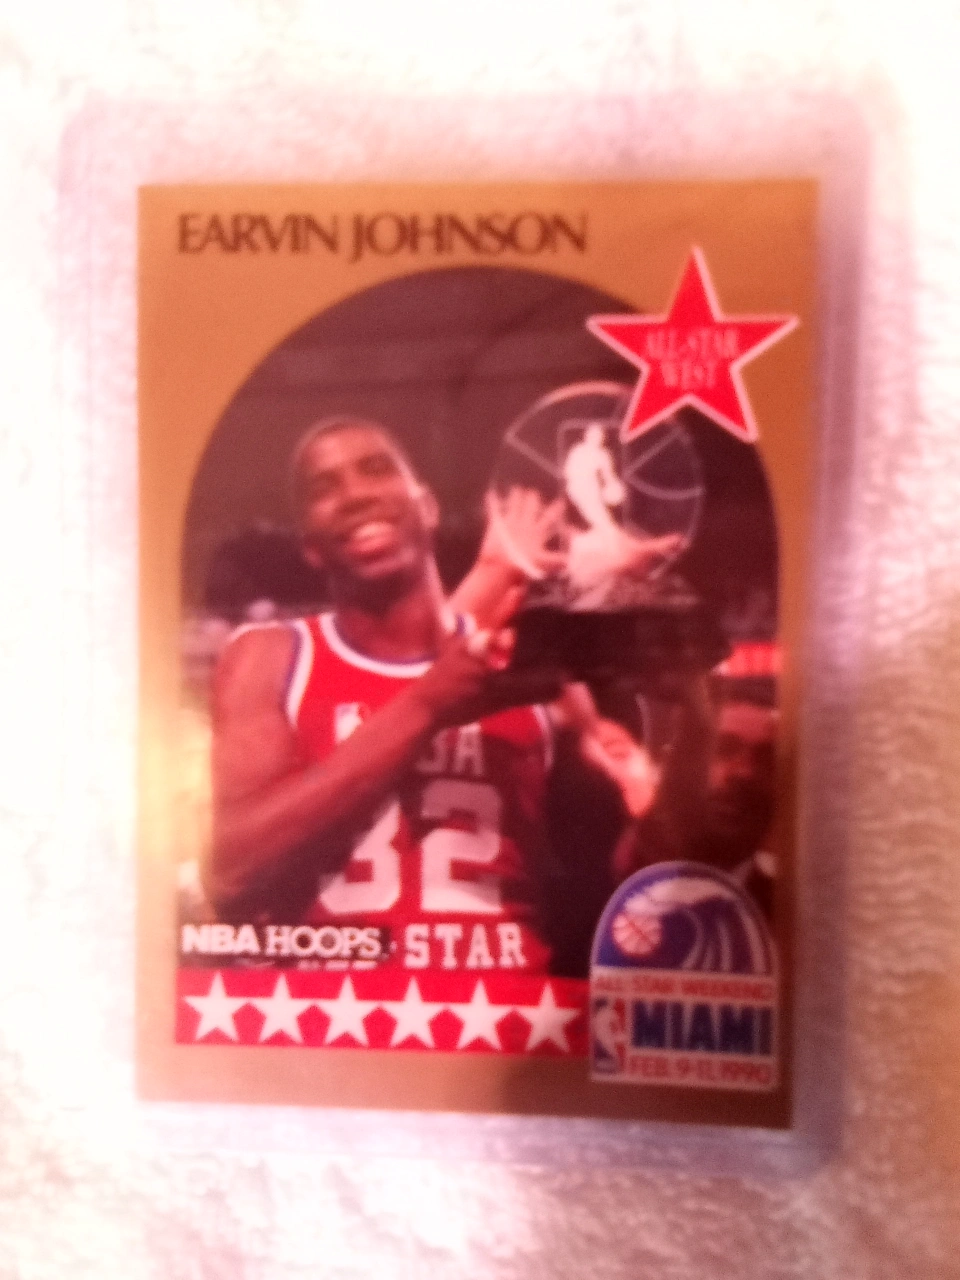 EARVIN JOHNSON
ALL-STAR
WEST
32
NBA HOOPS
STAR
ALL STAR WEEKEND
MIAMI
FEB. 9-11, 1990